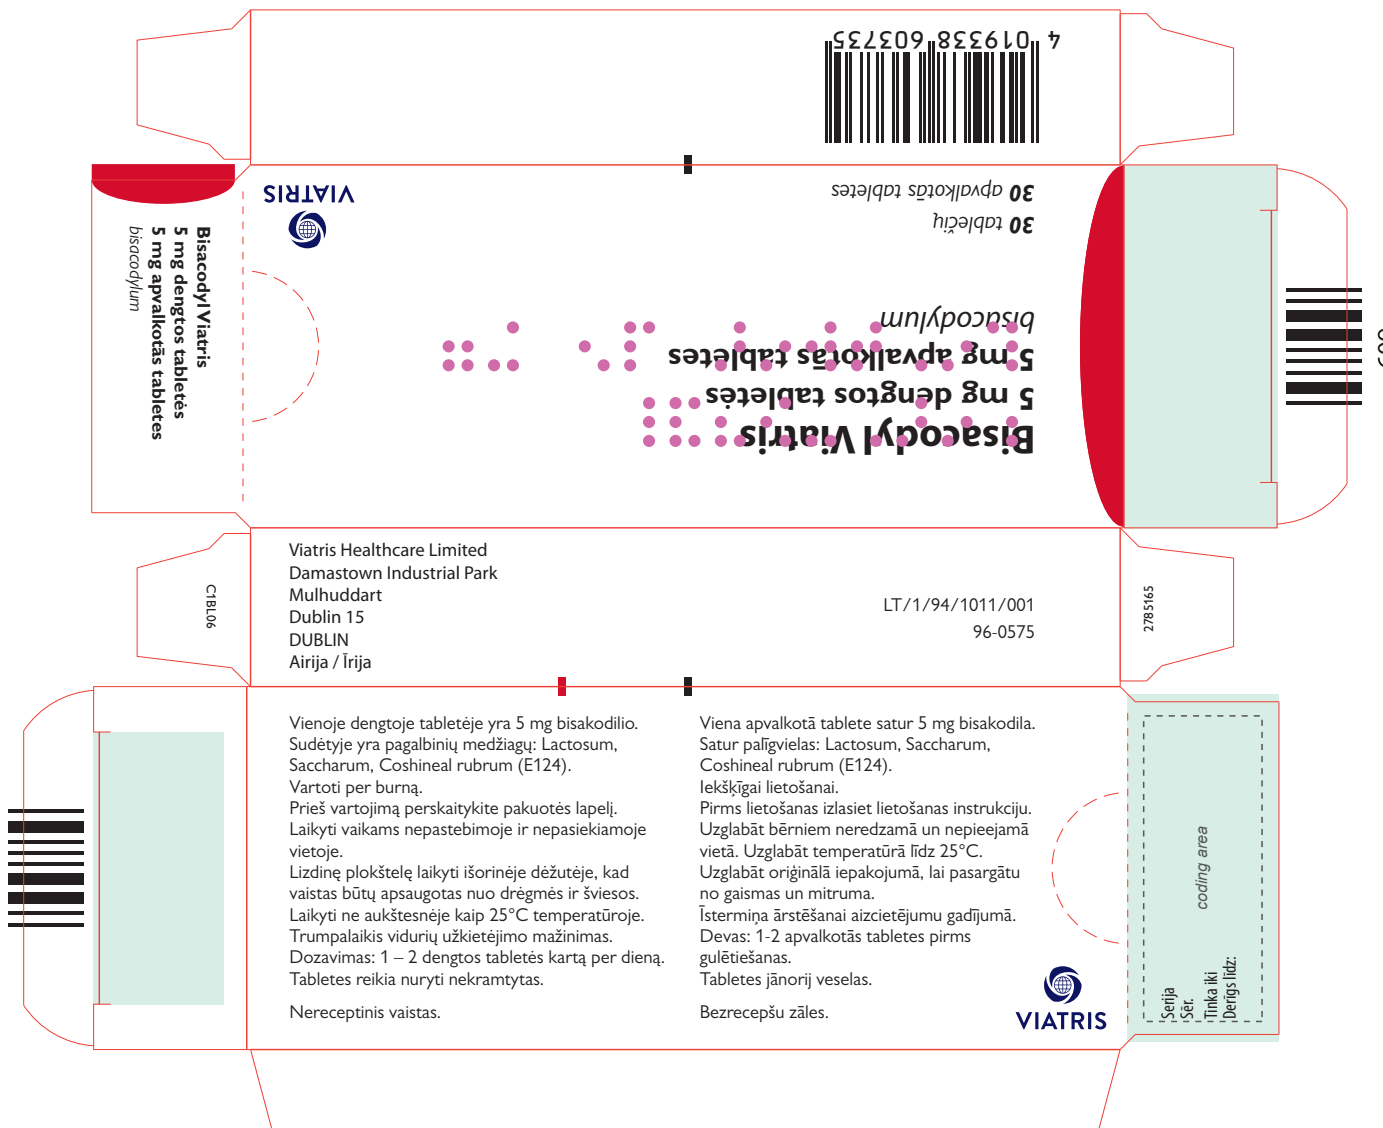 4 019338 603735
30 apvalkotās tabletes
30 tablečių
bisacodylum
5 mg apvalkotās tabletes
5 mg dengtos tabletės
Bisacodyl Viatris
VIATRIS
Bisacodyl Viatris
5 mg dengtos tabletės
5 mg apvalkotās tabletes
bisacodylum
Viatris Healthcare Limited
Damastown Industrial Park
Mulhuddart
Dublin 15
DUBLIN
Airija / Īrija
LT/1/94/1011/001
96-0575
C1BL06
2785165
Vienoje dengtoje tabletėje yra 5 mg bisakodilio.
Sudėtyje yra pagalbinių medžiagų: Lactosum,
Saccharum, Coshineal rubrum (E124).
Vartoti per burną.
Prieš vartojimą perskaitykite pakuotės lapelį.
Laikyti vaikams nepastebimoje ir nepasiekiamoje
vietoje.
Lizdinę plokštelę laikyti išorinėje dėžutėje, kad
vaistas būtų apsaugotas nuo drėgmės ir šviesos.
Laikyti ne aukštesnėje kaip 25°C temperatūroje.
Trumpalaikis vidurių užkietėjimo mažinimas.
Dozavimas: 1 – 2 dengtos tabletės kartą per dieną.
Tabletes reikia nuryti nekramtytas.
Nereceptinis vaistas.
Viena apvalkotā tablete satur 5 mg bisakodila.
Satur palīgvielas: Lactosum, Saccharum,
Coshineal rubrum (E124).
Iekšķīgai lietošanai.
Pirms lietošanas izlasiet lietošanas instrukciju.
Uzglabāt bērniem neredzamā un nepieejamā
vietā. Uzglabāt temperatūrā līdz 25°C.
Uzglabāt oriģinālā iepakojumā, lai pasargātu
no gaismas un mitruma.
Īstermiņa ārstēšanai aizcietējumu gadījumā.
Devas: 1-2 apvalkotās tabletes pirms
gulētiešanas.
Tabletes jānorij veselas.
Bezrecepšu zāles.
VIATRIS
coding area
Serija
Sēr.
Tinka iki
Derīgs līdz: